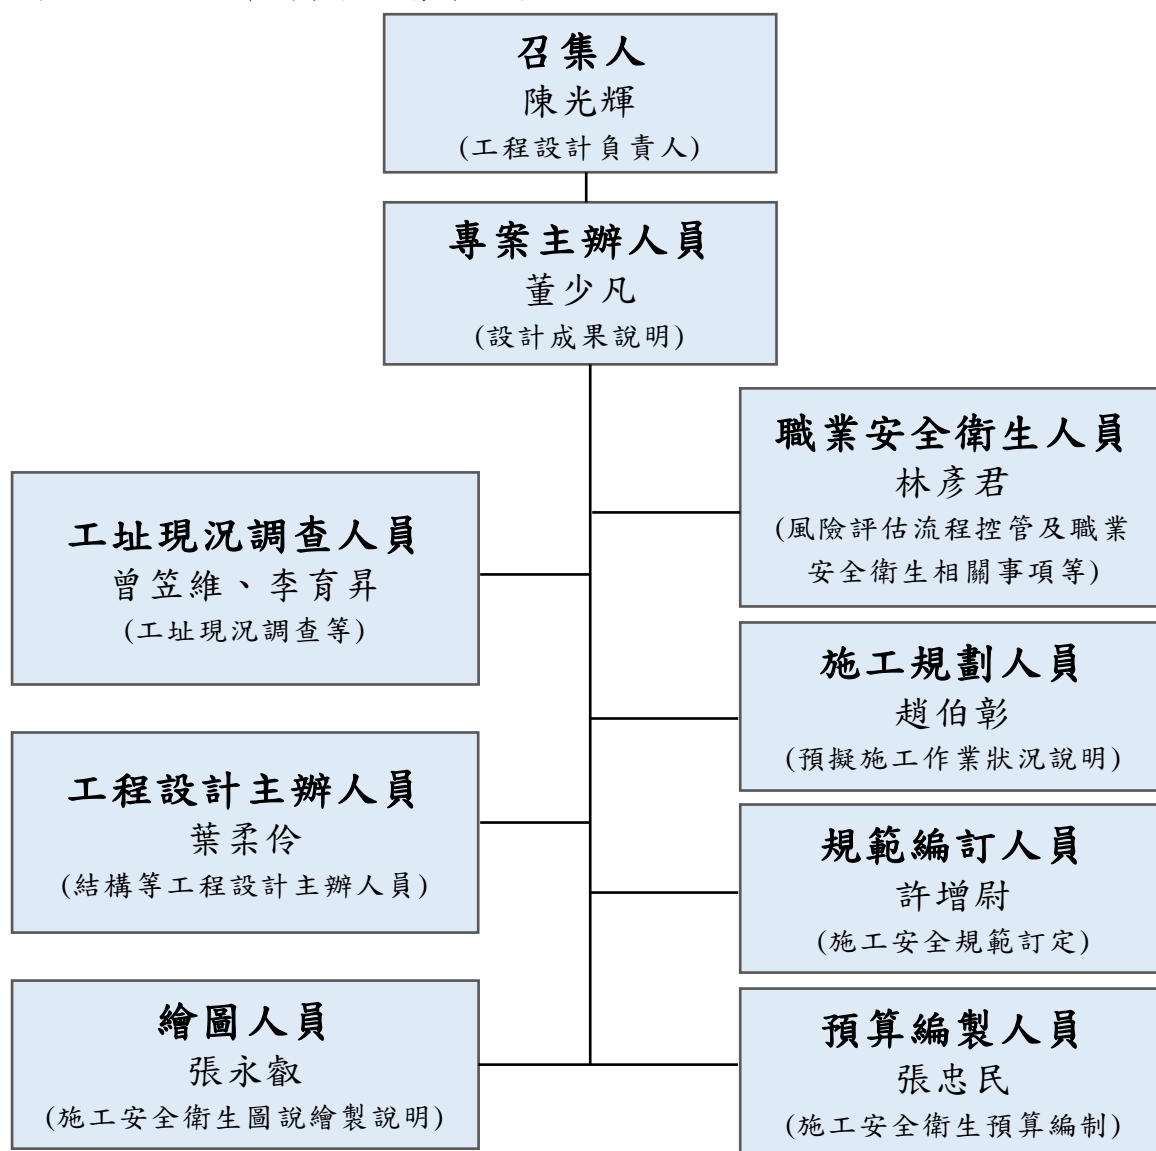 召集人
陳光輝
(工程設計負責人)
專案主辦人員
董少凡
(設計成果說明)
職業安全衛生人員
林彥君
(風險評估流程控管及職業
安全衛生相關事項等)
工址現況調查人員
曾笠維、李育昇
(工址現況調查等)
施工規劃人員
趙伯彰
(預擬施工作業狀況說明)
工程設計主辦人員
葉柔伶
(結構等工程設計主辦人員)
規範編訂人員
許增尉
(施工安全規範訂定)
繪圖人員
張永叡
(施工安全衛生圖說繪製說明)
預算編製人員
張忠民
(施工安全衛生預算編制)